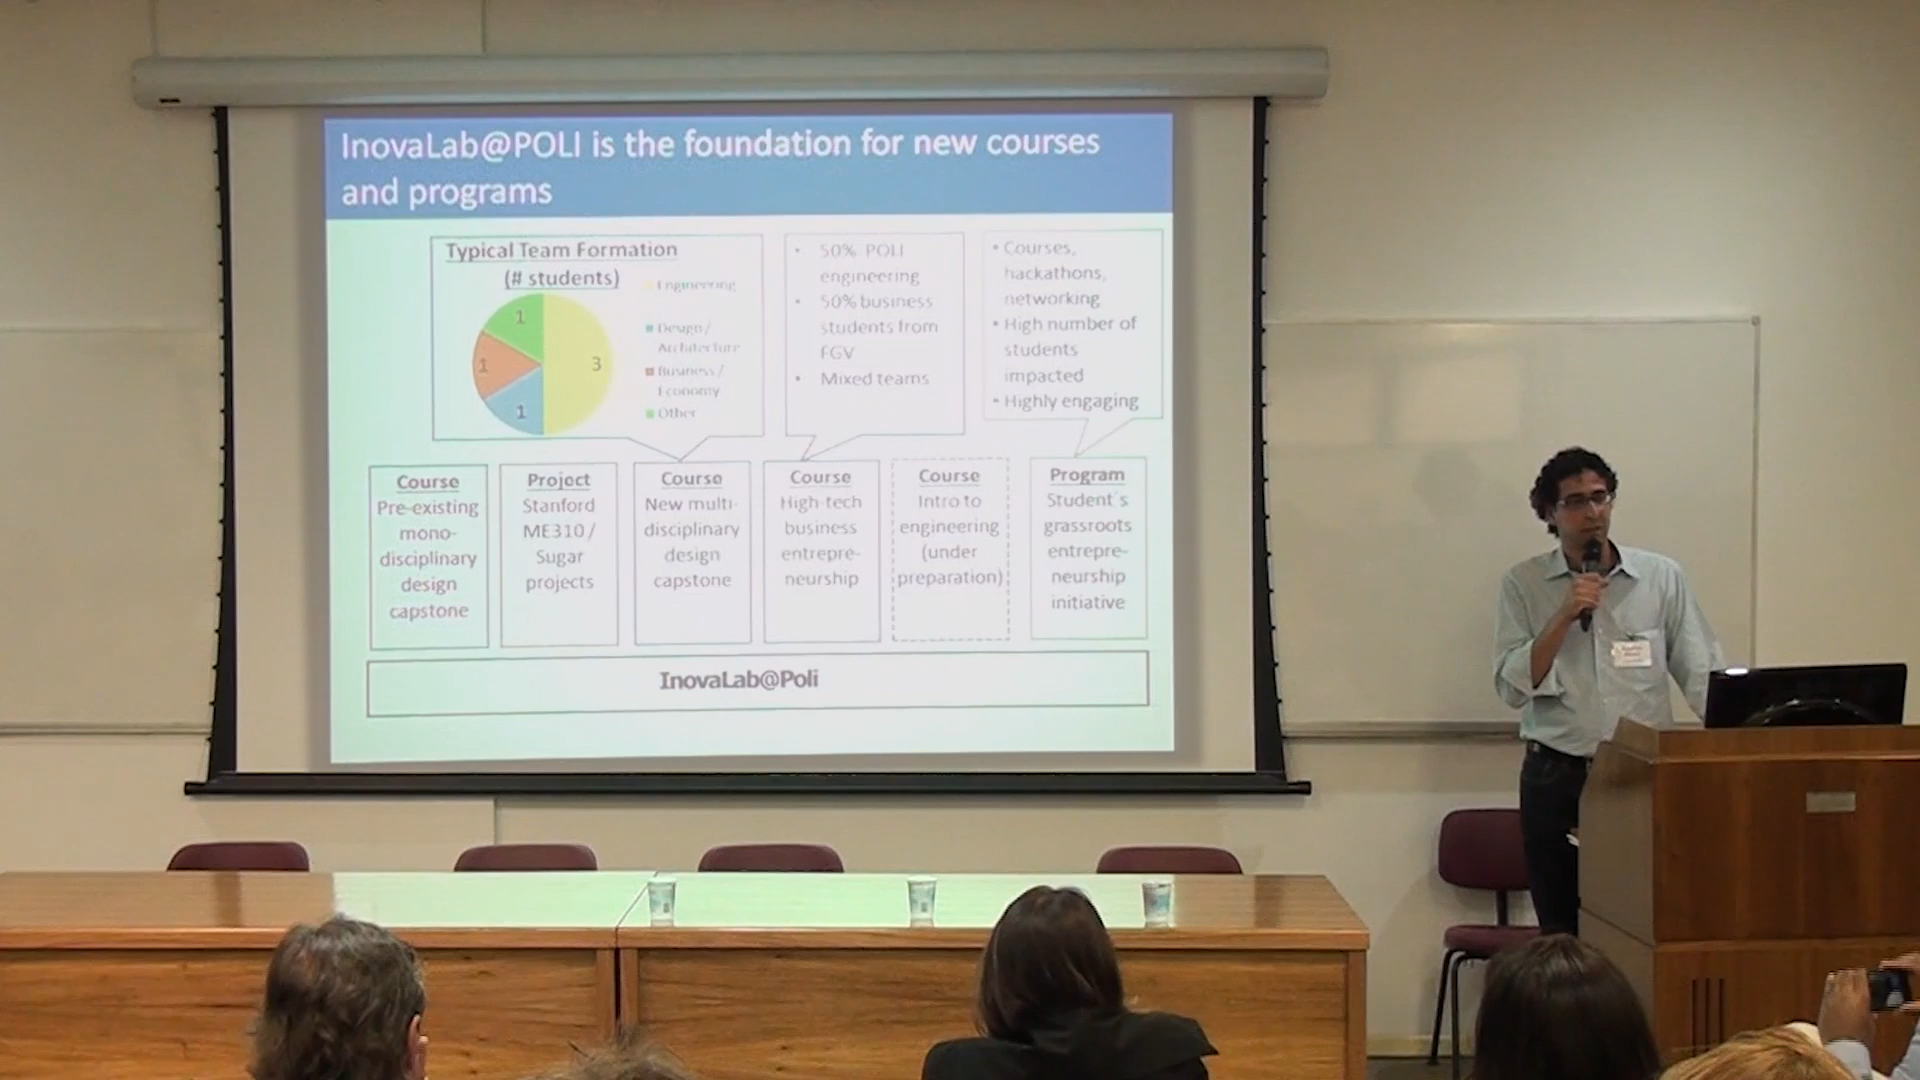 InovaLab@POLI is the foundation for new courses
and programs
Typical Team Formation
(# students)
Engineering
Design /
Architecture
Business /
Economy
Other
1
1
1
3
• 50% POLI
engineering
• 50% business
students from
FGV
• Mixed teams
• Courses,
hackathons,
networking
• High number of
students
impacted
• Highly engaging
Course
Pre-existing
mono-
disciplinary
design
capstone
Project
Stanford
ME310 /
Sugar
projects
Course
New multi-
disciplinary
design
capstone
Course
High-tech
business
entrepre-
neurship
Course
Intro to
engineering
(under
preparation)
Program
Student´s
grassroots
entrepre-
neurship
initiative
InovaLab@Poli